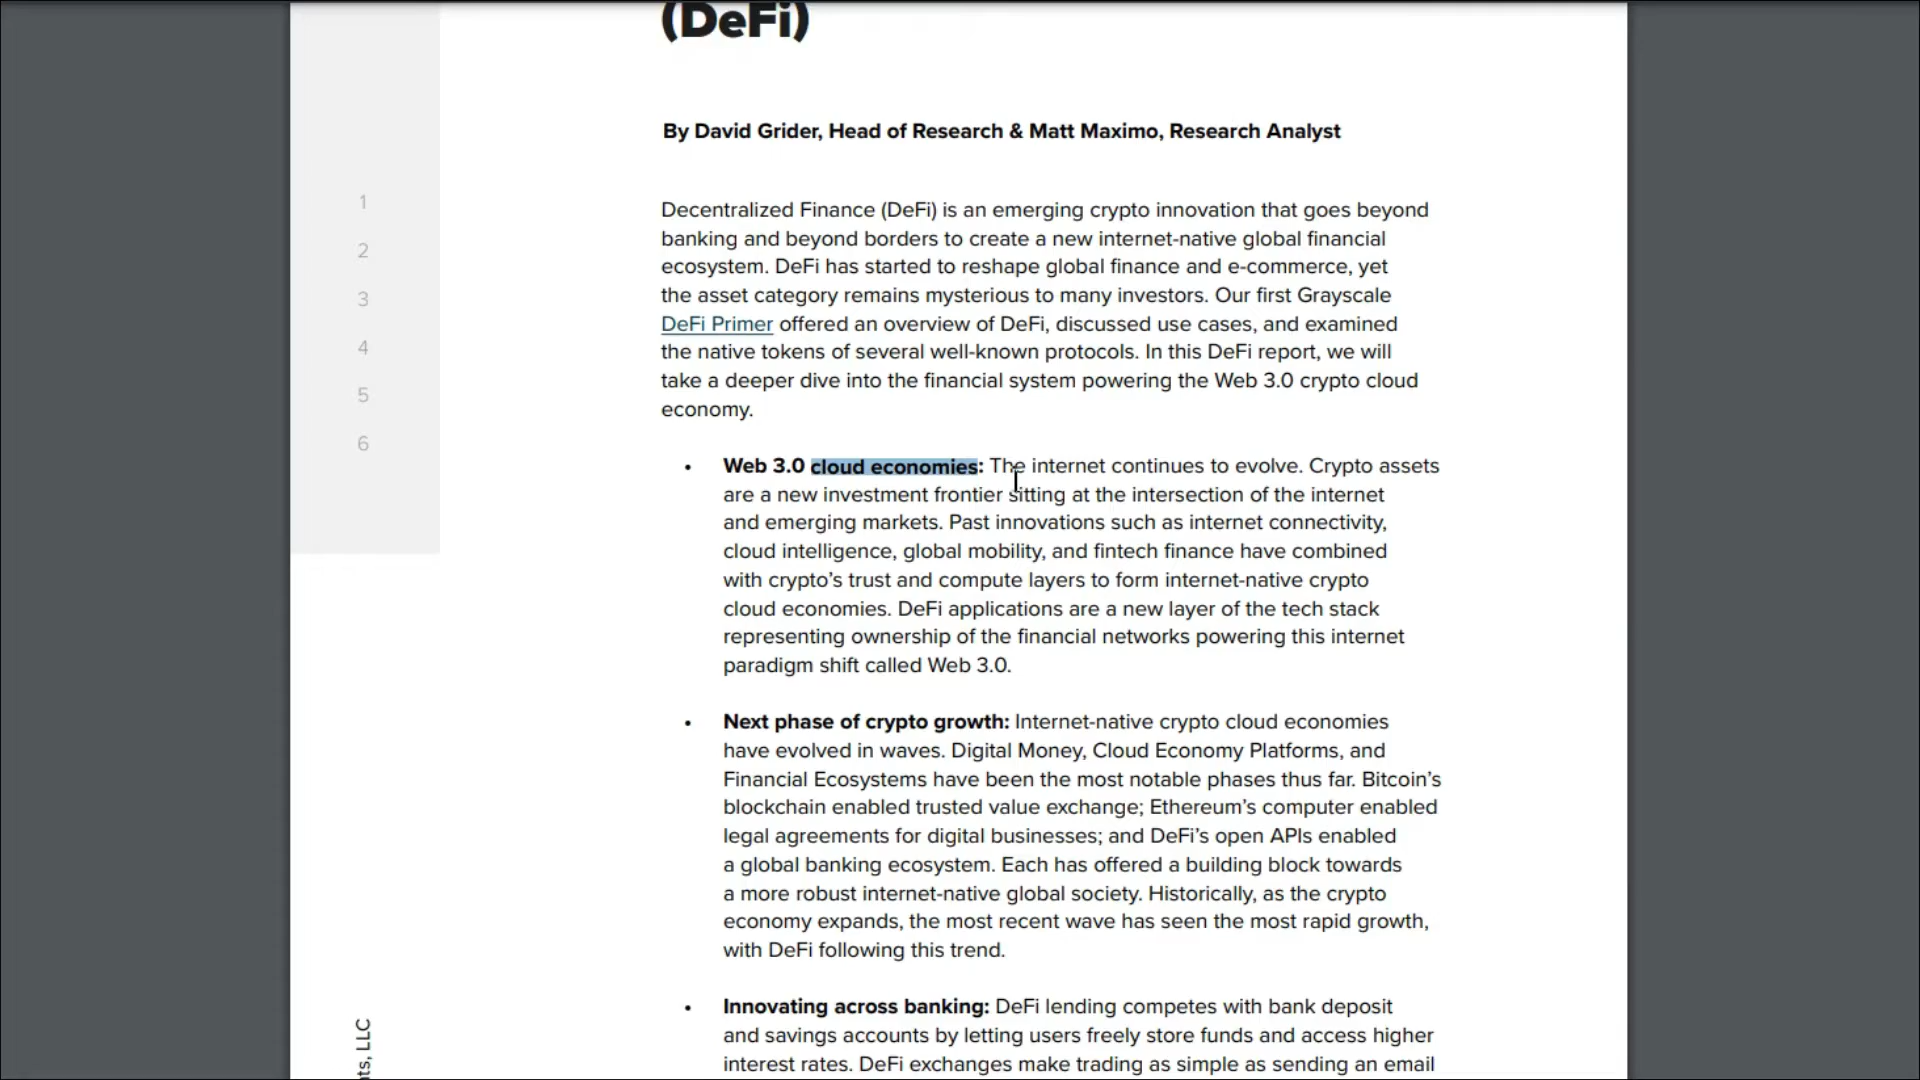 (DeFi)
By David Grider, Head of Research & Matt Maximo, Research Analyst
1
2
3
4
5
6
Decentralized Finance (DeFi) is an emerging crypto innovation that goes beyond
banking and beyond borders to create a new internet-native global financial
ecosystem. DeFi has started to reshape global finance and e-commerce, yet
the asset category remains mysterious to many investors. Our first Grayscale
DeFi Primer offered an overview of DeFi, discussed use cases, and examined
the native tokens of several well-known protocols. In this DeFi report, we will
take a deeper dive into the financial system powering the Web 3.0 crypto cloud
economy.
• Web 3.0 cloud economies: The internet continues to evolve. Crypto assets
are a new investment frontier sitting at the intersection of the internet
and emerging markets. Past innovations such as internet connectivity,
cloud intelligence, global mobility, and fintech finance have combined
with crypto’s trust and compute layers to form internet-native crypto
cloud economies. DeFi applications are a new layer of the tech stack
representing ownership of the financial networks powering this internet
paradigm shift called Web 3.0.
• Next phase of crypto growth: Internet-native crypto cloud economies
have evolved in waves. Digital Money, Cloud Economy Platforms, and
Financial Ecosystems have been the most notable phases thus far. Bitcoin’s
blockchain enabled trusted value exchange; Ethereum’s computer enabled
legal agreements for digital businesses; and DeFi’s open APIs enabled
a global banking ecosystem. Each has offered a building block towards
a more robust internet-native global society. Historically, as the crypto
economy expands, the most recent wave has seen the most rapid growth,
with DeFi following this trend.
• Innovating across banking: DeFi lending competes with bank deposit
and savings accounts by letting users freely store funds and access higher
interest rates. DeFi exchanges make trading as simple as sending an email
ts, LLC